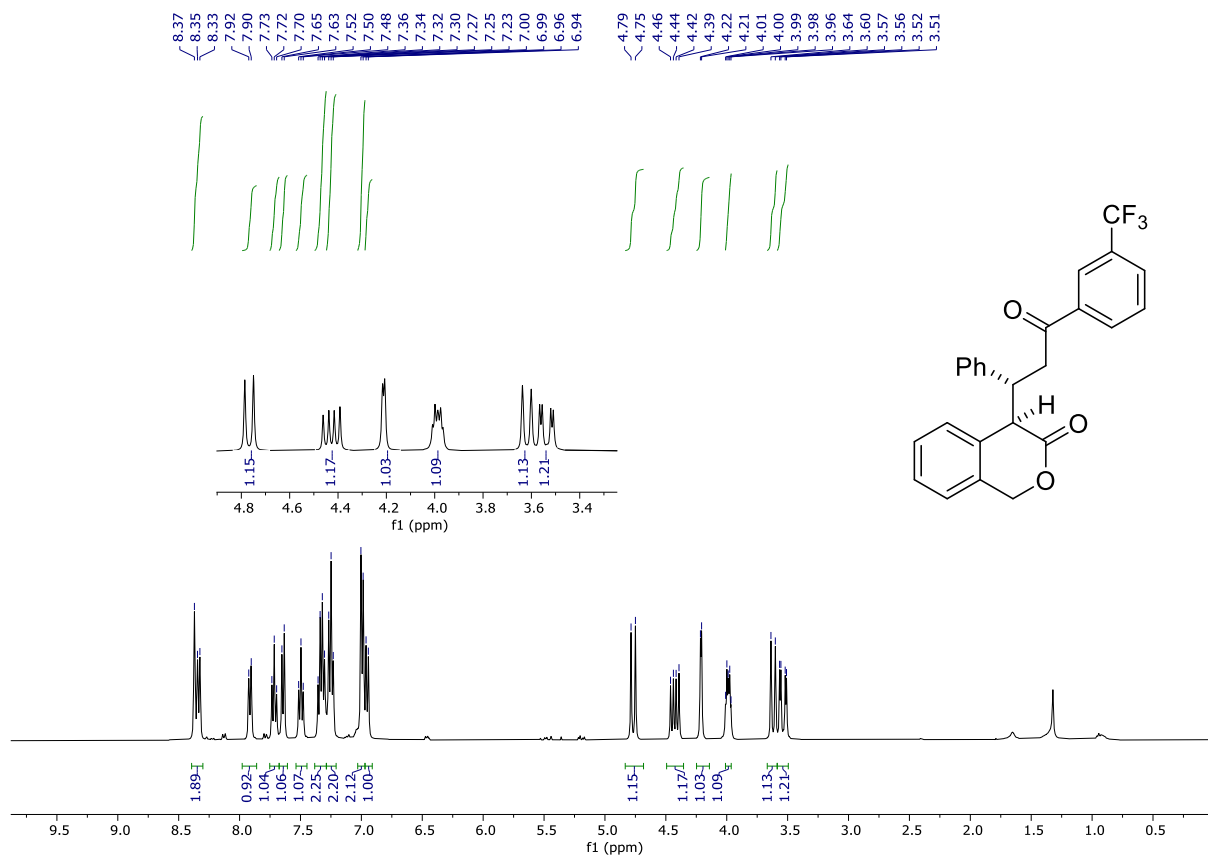 8.37 8.35 8.33 7.92 7.90 7.73 7.72 7.70 7.65 7.63 7.52 7.50 7.48 7.36 7.34 7.32 7.30 7.27 7.25 7.23 7.00 6.99 6.96 6.94 4.79 4.75 4.46 4.44 4.42 4.39 4.22 4.21 4.01 4.00 3.99 3.98 3.96 3.64 3.60 3.57 3.56 3.52 3.51
CF3
O
Ph
H
O
O
1.15 1.17 1.03 1.09 1.13 1.21
4.8 4.6 4.4 4.2 4.0 3.8 3.6 3.4
f1 (ppm)
1.89 0.92 1.04 1.06 1.07 2.25 2.20 2.12 1.00 1.15 1.17 1.03 1.09 1.13 1.21
9.5 9.0 8.5 8.0 7.5 7.0 6.5 6.0 5.5 5.0 4.5 4.0 3.5 3.0 2.5 2.0 1.5 1.0 0.5
f1 (ppm)